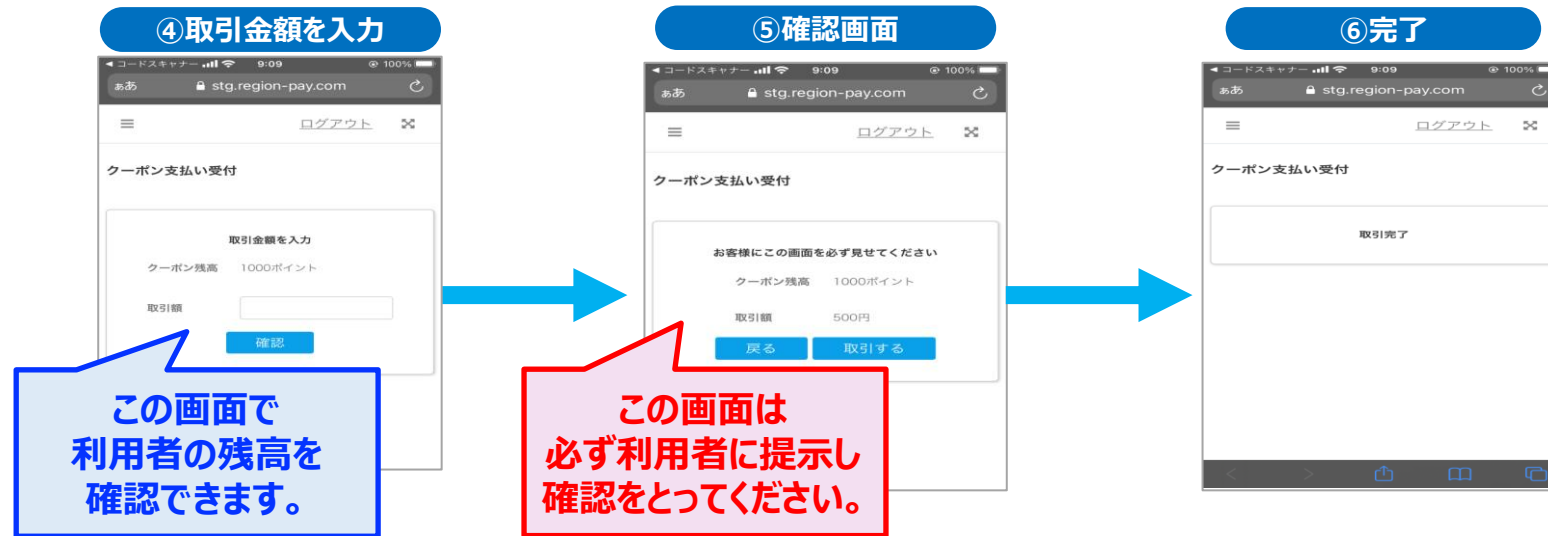 ④取引金額を入力
コードスキャナー 9:09 100%
ああ stg.region-pay.com
ログアウト
クーポン支払い受付
取引金額を入力
クーポン残高 1000ポイント
取引額
確認
この画面で
利用者の残高を
確認できます。
⑤確認画面
コードスキャナー 9:09 100%
ああ stg.region-pay.com
ログアウト
クーポン支払い受付
お客様にこの画面を必ず見せてください
クーポン残高 1000ポイント
取引額 500円
戻る 取引する
この画面は
必ず利用者に提示し
確認をとってください。
⑥完了
コードスキャナー 9:09 100%
ああ stg.region-pay.com
ログアウト
クーポン支払い受付
取引完了